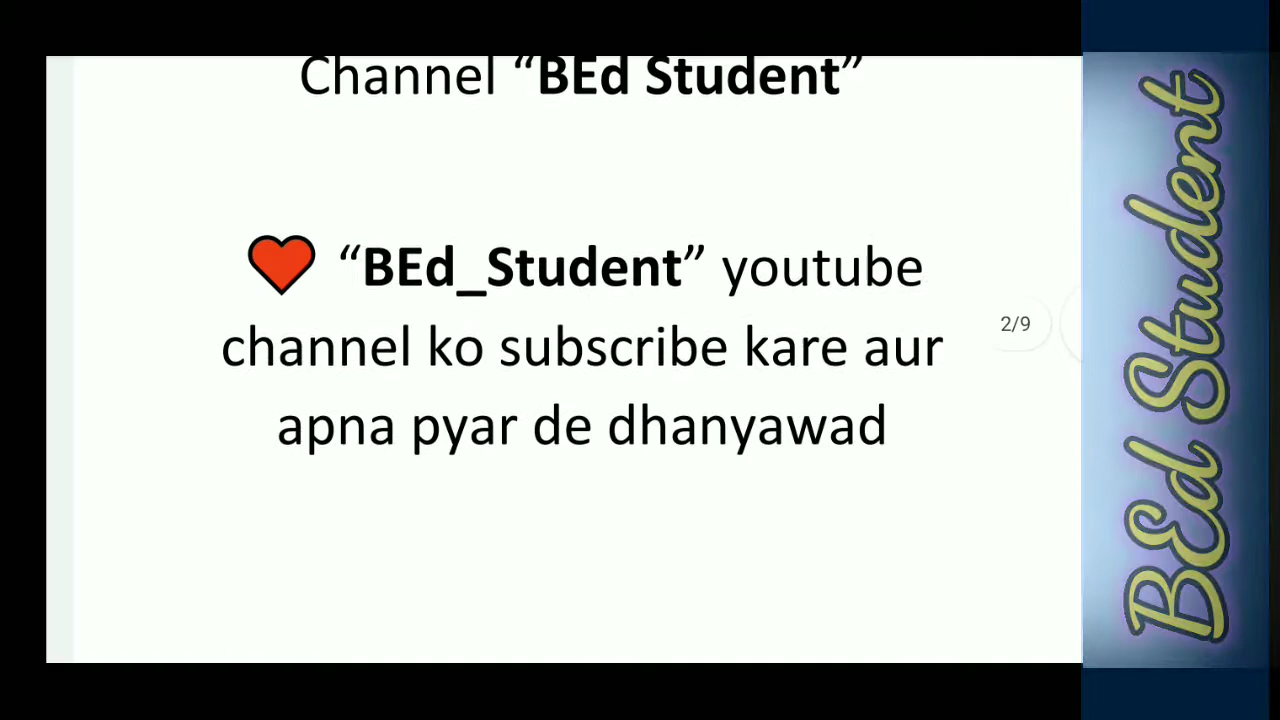 Channel “BEd Student”
“BEd_Student” youtube
channel ko subscribe kare aur
apna pyar de dhanyawad
2/9
BEd Student